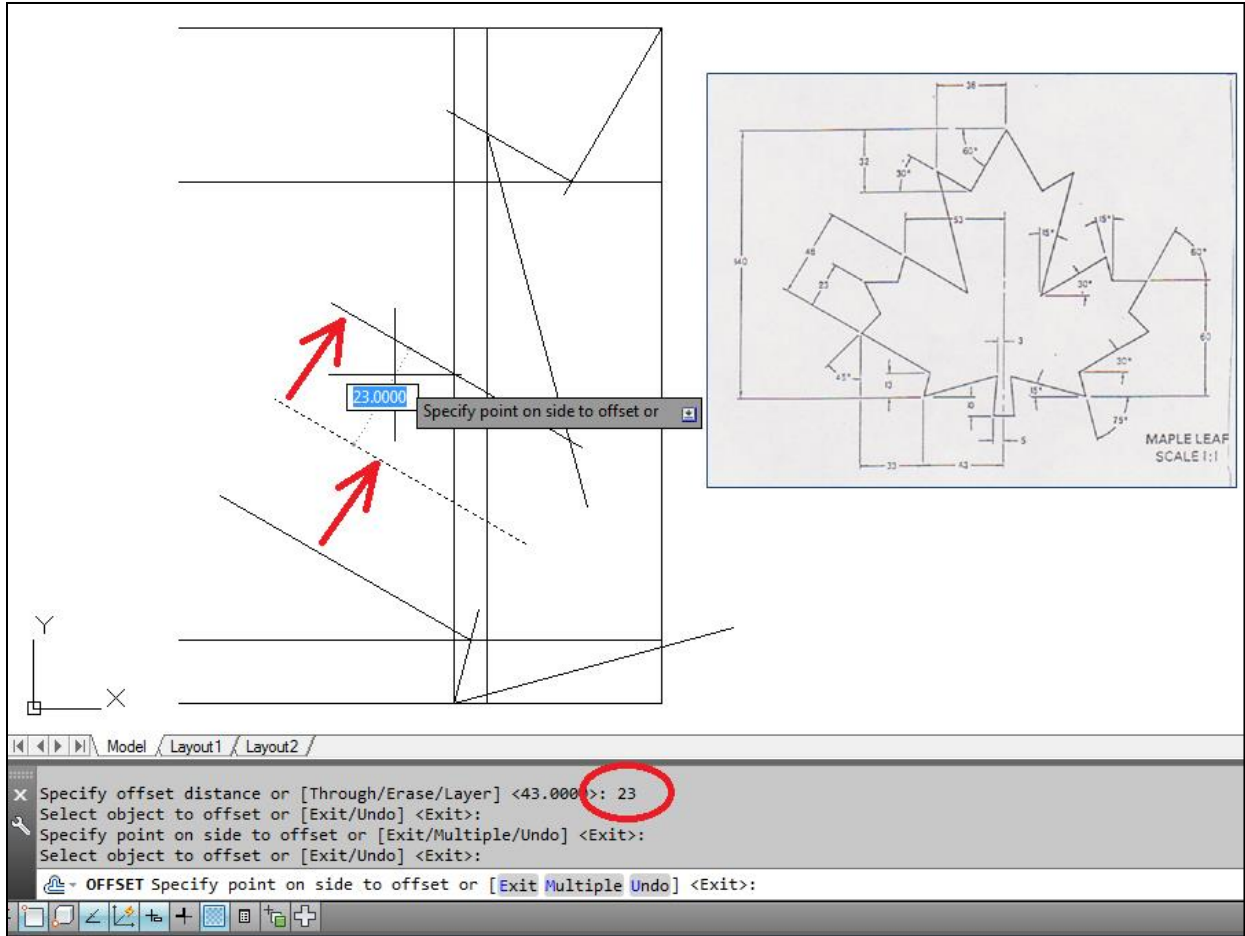 36
32
60°
30°
53
15°
15°
60°
140
46
23
30°
3
60
45°
13
10
15°
30°
75°
33
43
5
MAPLE LEAF
SCALE 1:1
23.0000
Specify point on side to offset or
Y
X
Model
Layout1
Layout2
Specify offset distance or [Through/Erase/Layer] <43.0000>: 23
Select object to offset or [Exit/Undo] <Exit>:
Specify point on side to offset or [Exit/Multiple/Undo] <Exit>:
Select object to offset or [Exit/Undo] <Exit>:
OFFSET Specify point on side to offset or [Exit Multiple Undo] <Exit>: